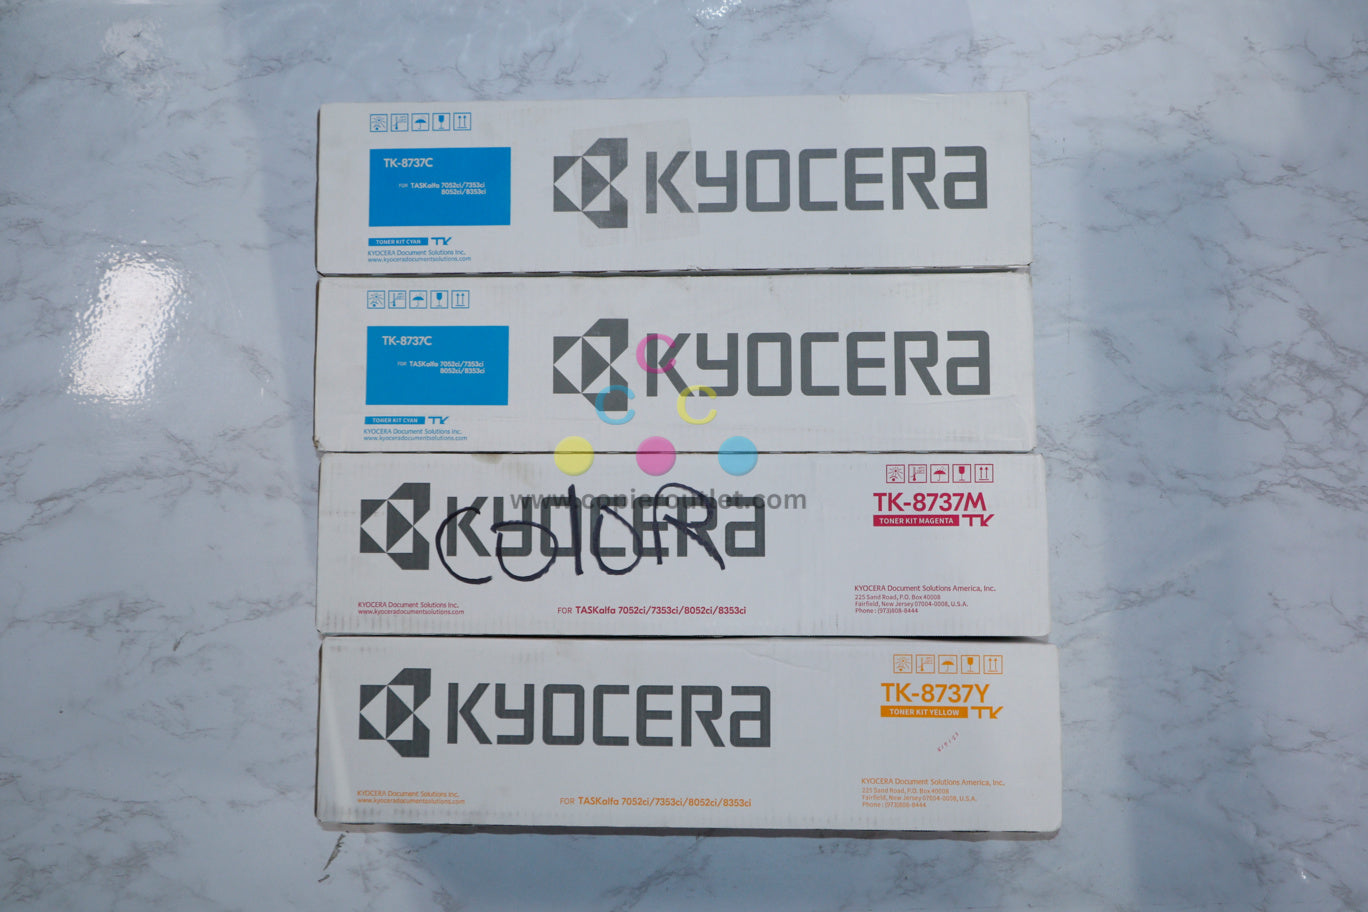 TK-8737C
FOR TASKalfa 7052ci/7353ci
8052ci/8353ci
TONER KIT CYAN TK
KYOCERA Document Solutions Inc.
www.kyoceradocumentsolutions.com
KYOCERA
TK-8737C
FOR TASKalfa 7052ci/7353ci
8052ci/8353ci
TONER KIT CYAN TK
KYOCERA Document Solutions Inc.
www.kyoceradocumentsolutions.com
KYOCERA
C
C C
www.copieroutlet.com
KYOCERA
COLOR
TK-8737M
TONER KIT MAGENTA TK
KYOCERA Document Solutions Inc.
www.kyoceradocumentsolutions.com
FOR TASKalfa 7052ci/7353ci/8052ci/8353ci
KYOCERA Document Solutions America, Inc.
225 Sand Road, P.O. Box 40008
Fairfield, New Jersey 07004-0008, U.S.A.
Phone : (973)808-8444
KYOCERA
TK-8737Y
TONER KIT YELLOW TK
KYOCERA Document Solutions Inc.
www.kyoceradocumentsolutions.com
FOR TASKalfa 7052ci/7353ci/8052ci/8353ci
KYOCERA Document Solutions America, Inc.
225 Sand Road, P.O. Box 40008
Fairfield, New Jersey 07004-0008, U.S.A.
Phone : (973)808-8444